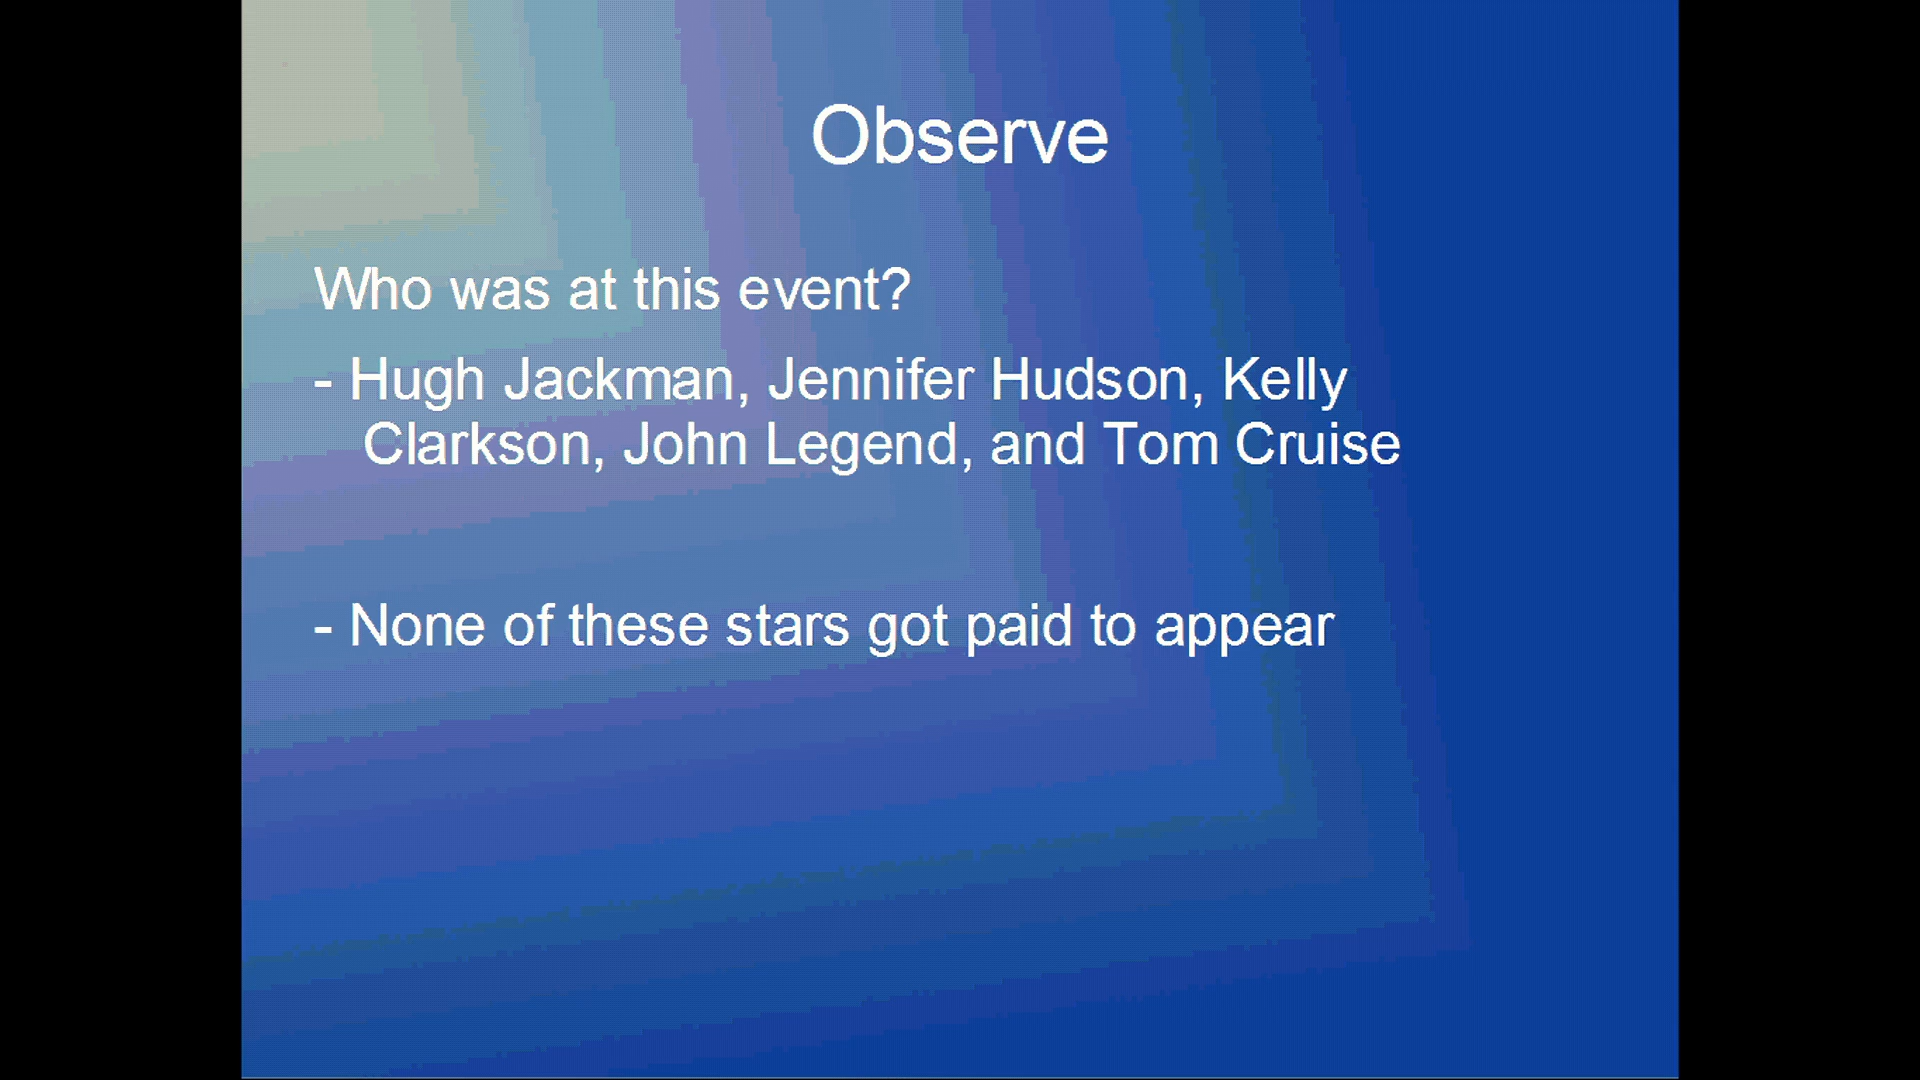 Observe
Who was at this event?
- Hugh Jackman, Jennifer Hudson, Kelly
Clarkson, John Legend, and Tom Cruise
- None of these stars got paid to appear